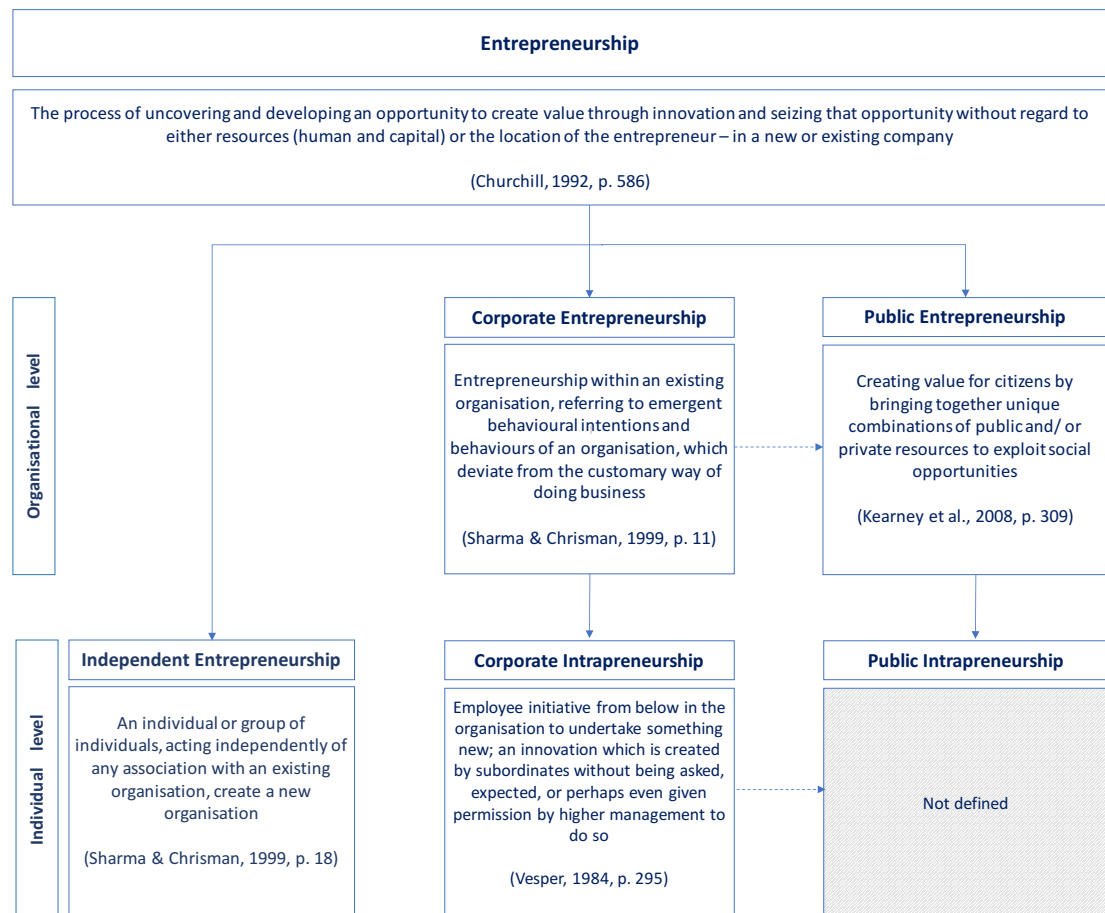 Entrepreneurship
The process of uncovering and developing an opportunity to create value through innovation and seizing that opportunity without regard to
either resources (human and capital) or the location of the entrepreneur – in a new or existing company
(Churchill, 1992, p. 586)
Organisational level
Corporate Entrepreneurship
Entrepreneurship within an existing
organisation, referring to emergent
behavioural intentions and
behaviours of an organisation, which
deviate from the customary way of
doing business
(Sharma & Chrisman, 1999, p. 11)
Public Entrepreneurship
Creating value for citizens by
bringing together unique
combinations of public and/ or
private resources to exploit social
opportunities
(Kearney et al., 2008, p. 309)
Individual level
Independent Entrepreneurship
An individual or group of
individuals, acting independently of
any association with an existing
organisation, create a new
organisation
(Sharma & Chrisman, 1999, p. 18)
Corporate Intrapreneurship
Employee initiative from below in the
organisation to undertake something
new; an innovation which is created
by subordinates without being asked,
expected, or perhaps even given
permission by higher management to
do so
(Vesper, 1984, p. 295)
Public Intrapreneurship
Not defined